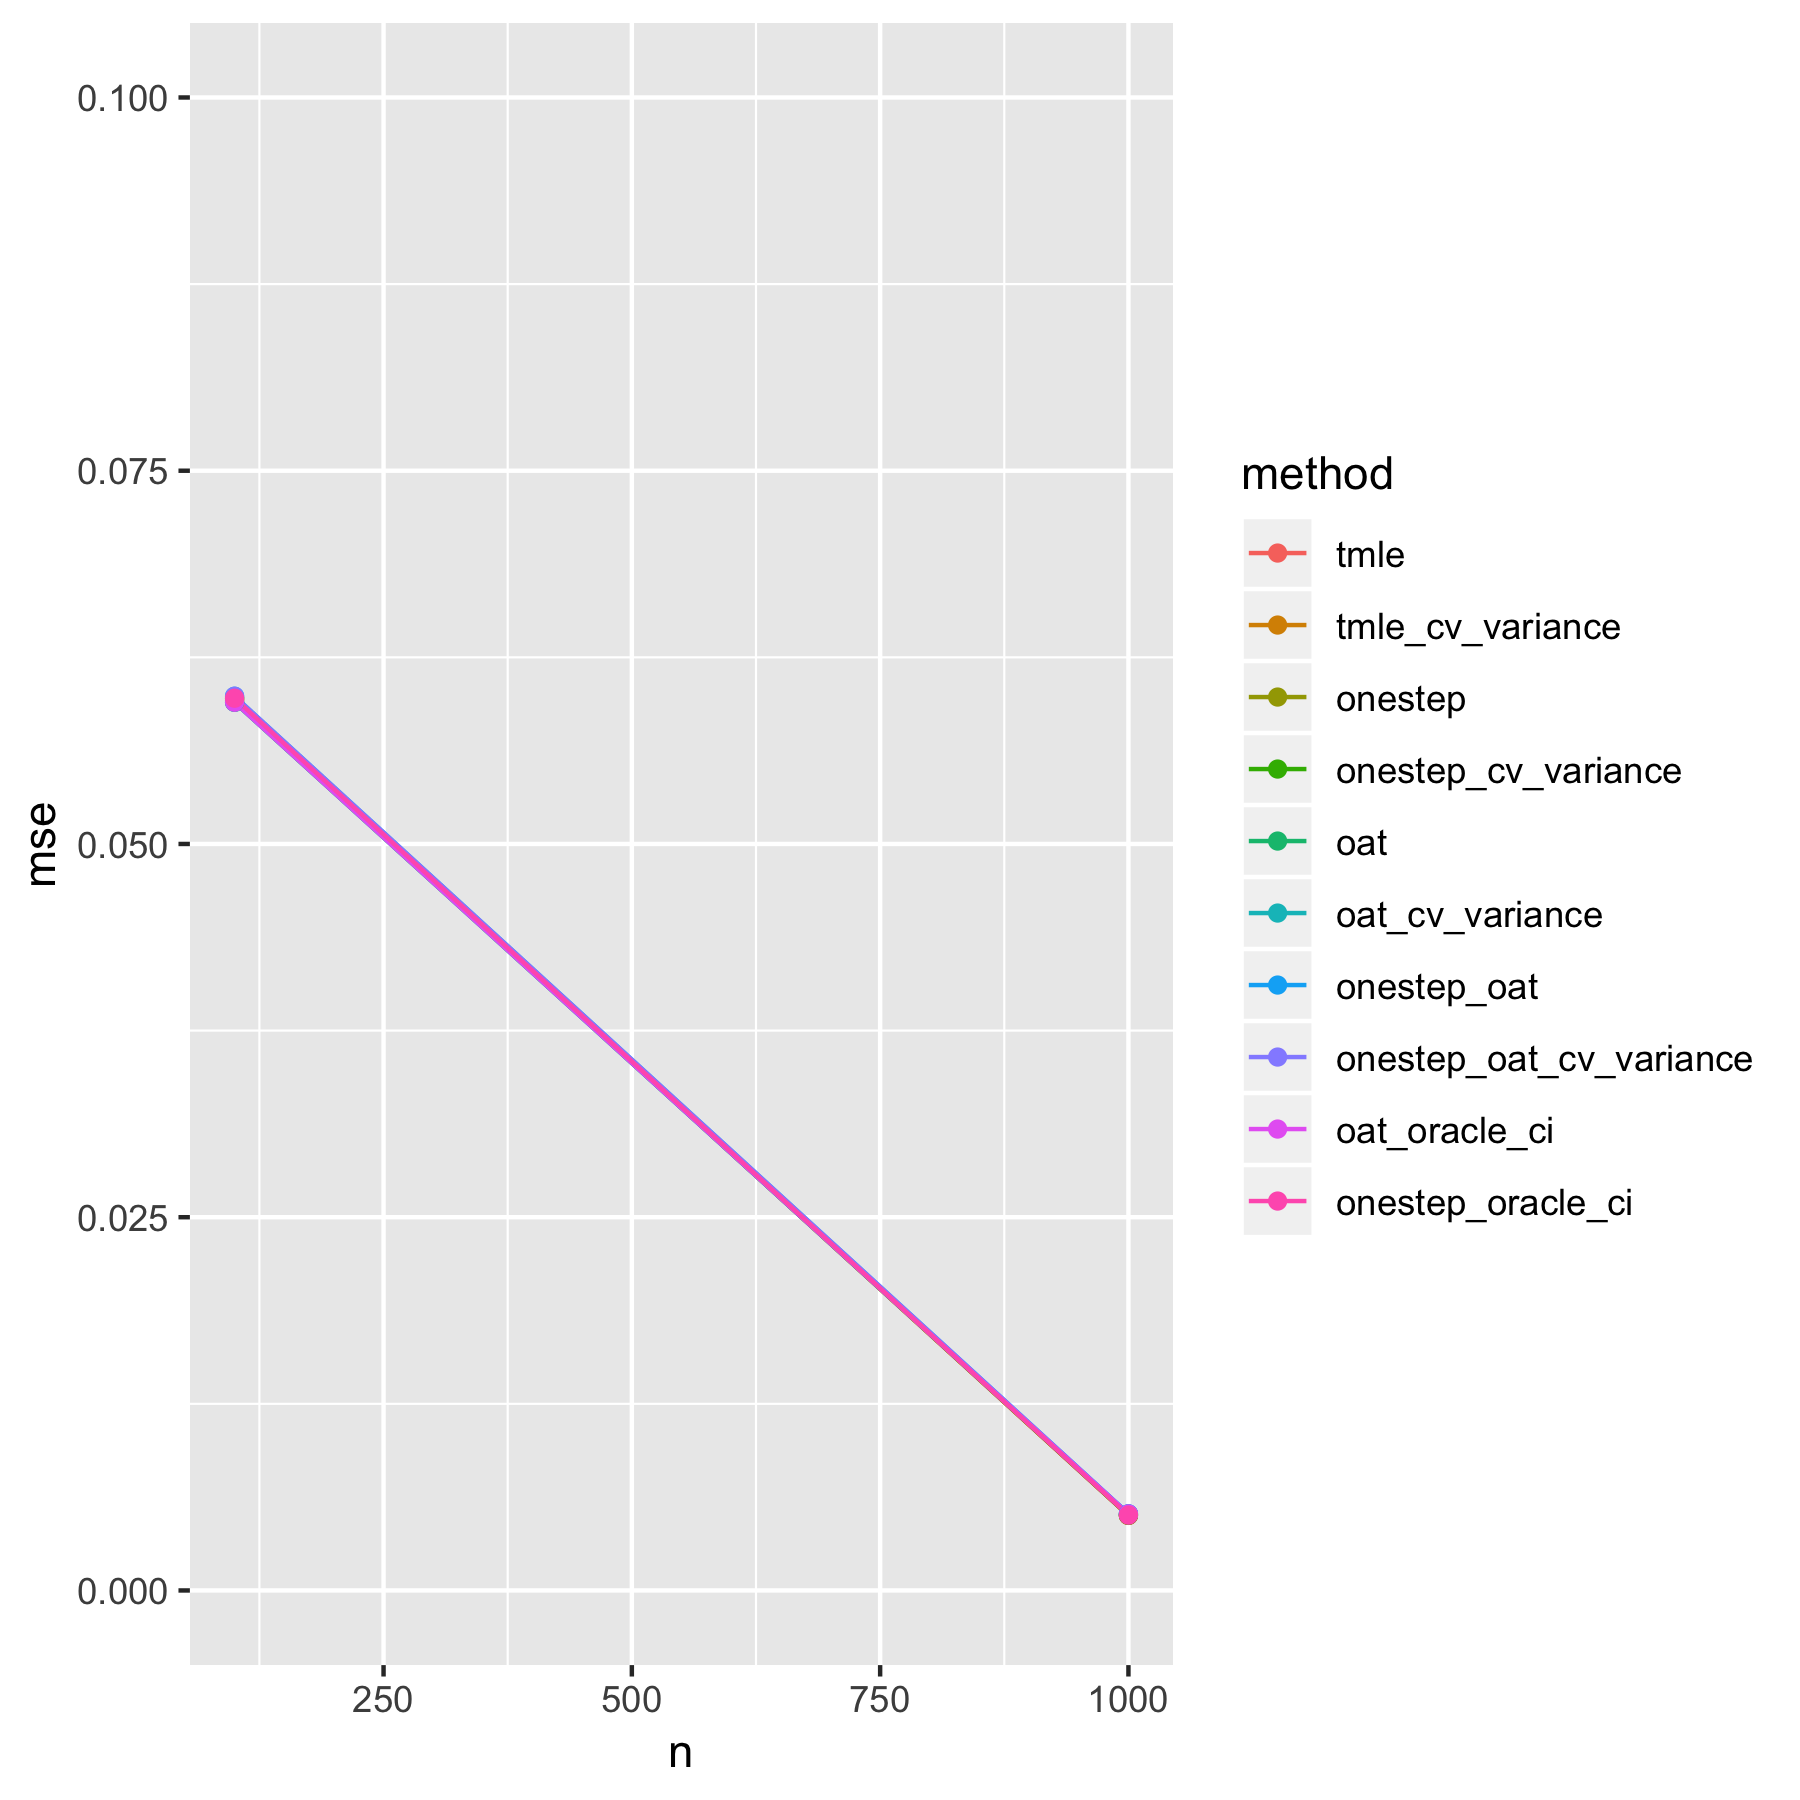 0.100
0.075
0.050
0.025
0.000
mse
250
500
750
1000
n
method
tmle
tmle_cv_variance
onestep
onestep_cv_variance
oat
oat_cv_variance
onestep_oat
onestep_oat_cv_variance
oat_oracle_ci
onestep_oracle_ci